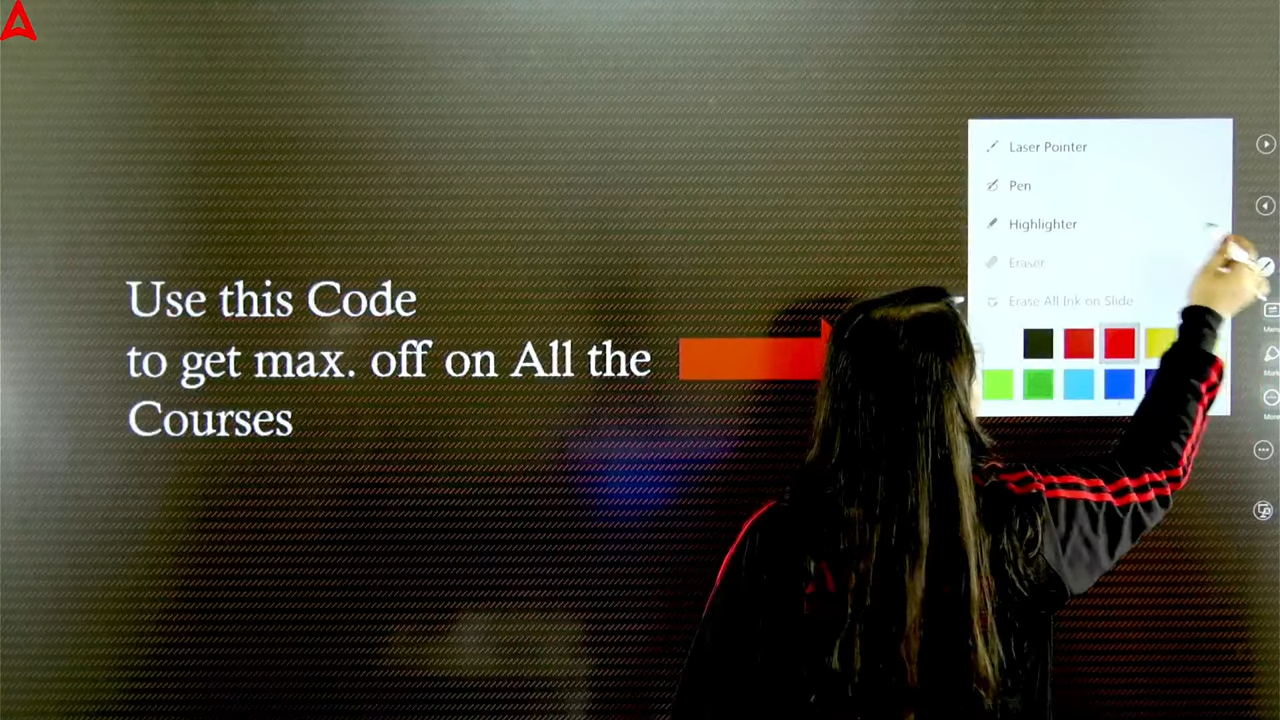 Use this Code
to get max. off on All the
Courses
Laser Pointer
Pen
Highlighter
Eraser
Erase All Ink on Slide